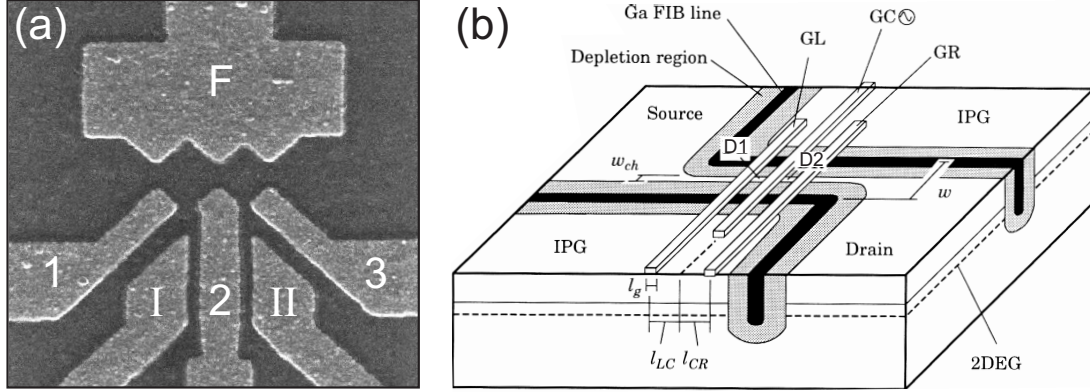 (a)
F
1
I
2
II
3
(b)
Ga FIB line
GC
GL
Depletion region
GR
Source
IPG
D1
D2
w_ch
w
IPG
Drain
l_g
l_LC
l_CR
2DEG